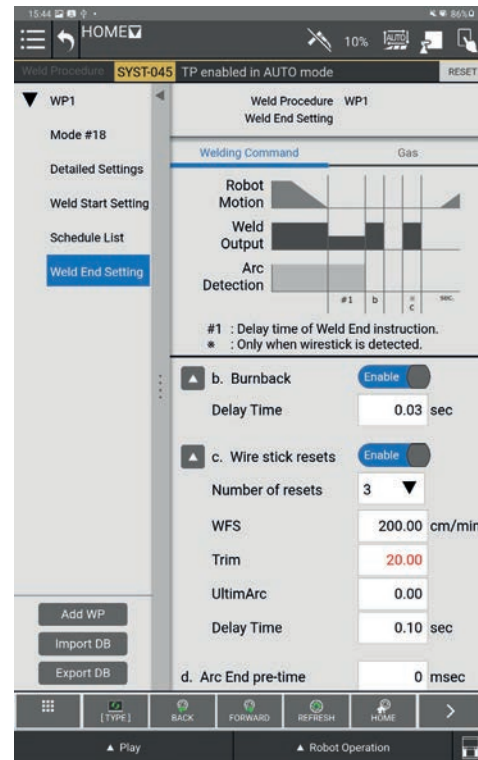 15:44
86%
HOME
10%
AUTO
Weld Procedure
SYST-045 TP enabled in AUTO mode
RESET
WP1
Mode #18
Detailed Settings
Weld Start Setting
Schedule List
Weld End Setting
Add WP
Import DB
Export DB
Weld Procedure WP1
Weld End Setting
Welding Command
Gas
Robot
Motion
Weld
Output
Arc
Detection
#1 b * c sec.
#1 : Delay time of Weld End instruction.
* : Only when wirestick is detected.
b. Burnback Enable
Delay Time 0.03 sec
c. Wire stick resets Enable
Number of resets 3
WFS 200.00 cm/min
Trim 20.00
UltimArc 0.00
Delay Time 0.10 sec
d. Arc End pre-time 0 msec
[TYPE]
BACK
FORWARD
REFRESH
HOME
Play
Robot Operation